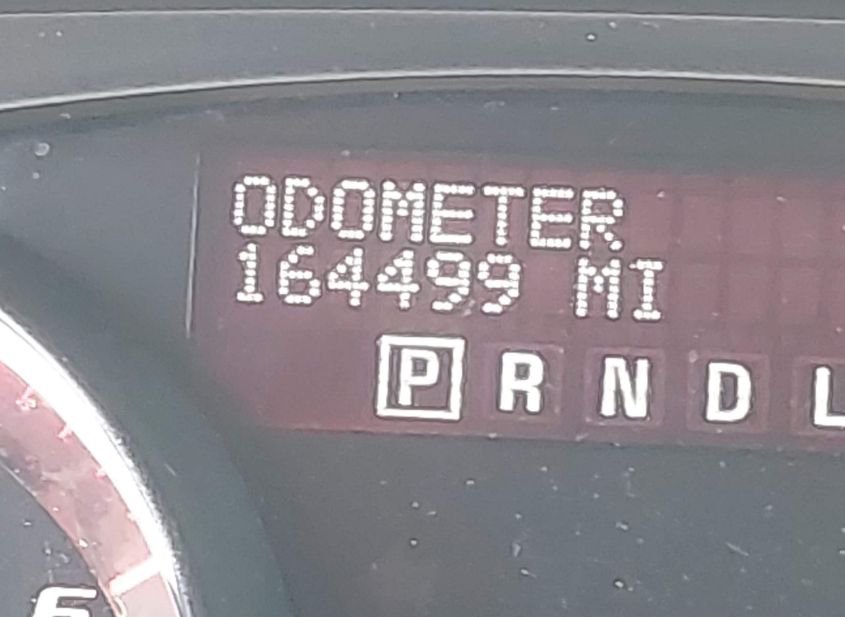 ODOMETER
164499 MI
P R N D L